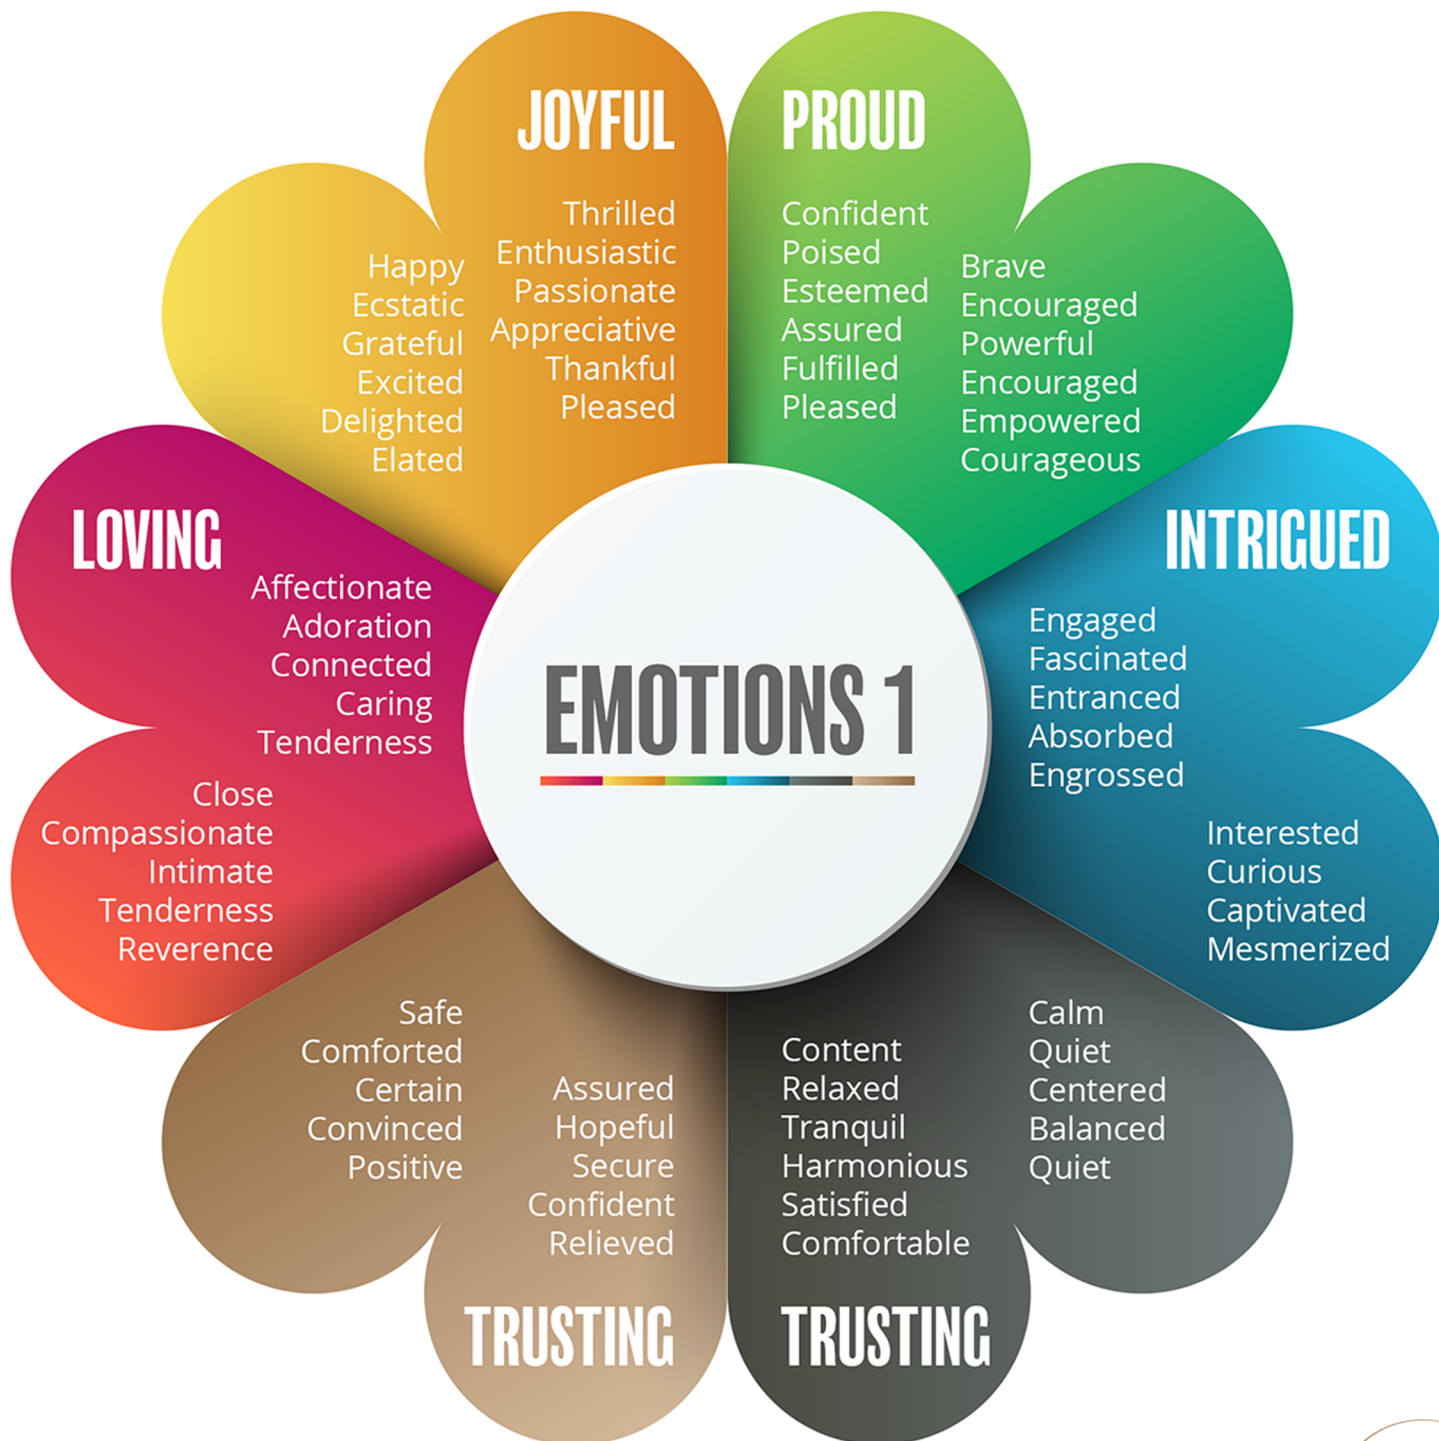 JOYFUL
Thrilled
Enthusiastic
Passionate
Appreciative
Thankful
Pleased
Happy
Ecstatic
Grateful
Excited
Delighted
Elated
PROUD
Confident
Poised
Esteemed
Assured
Fulfilled
Pleased
Brave
Encouraged
Powerful
Encouraged
Empowered
Courageous
LOVING
Affectionate
Adoration
Connected
Caring
Tenderness
Close
Compassionate
Intimate
Tenderness
Reverence
EMOTIONS 1
INTRIGUED
Engaged
Fascinated
Entranced
Absorbed
Engrossed
Interested
Curious
Captivated
Mesmerized
Safe
Comforted
Certain
Convinced
Positive
Assured
Hopeful
Secure
Confident
Relieved
TRUSTING
Content
Relaxed
Tranquil
Harmonious
Satisfied
Comfortable
Calm
Quiet
Centered
Balanced
Quiet
TRUSTING